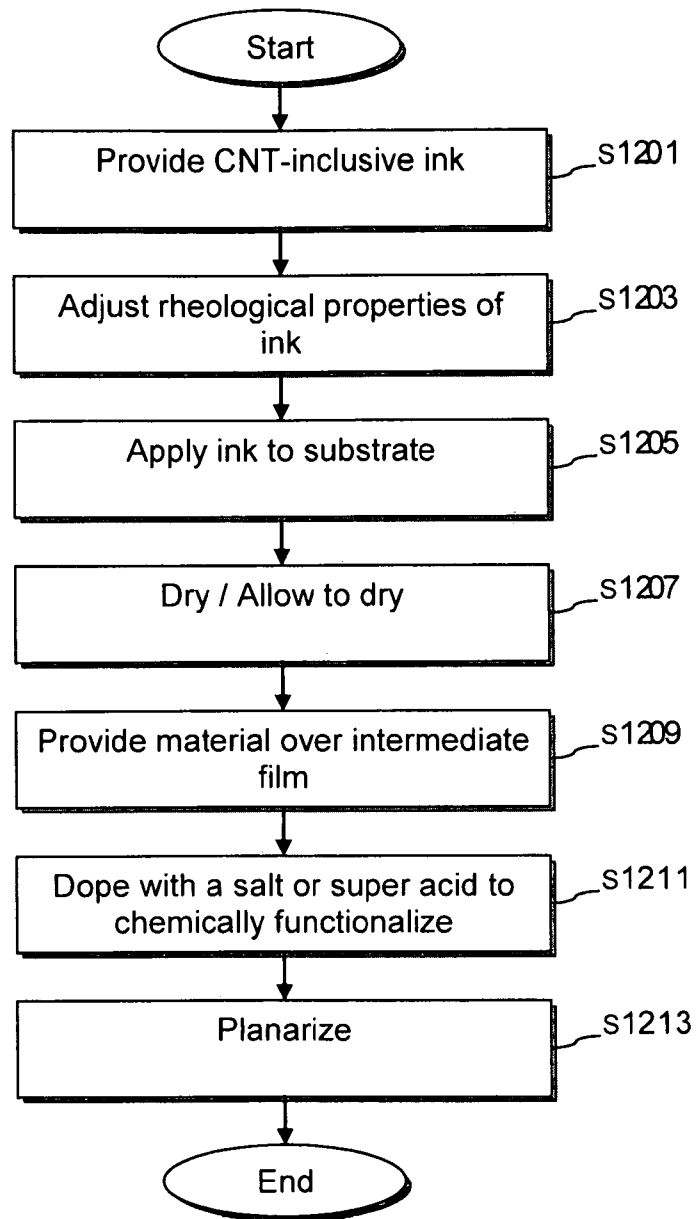 Start
Provide CNT-inclusive ink
S1201
Adjust rheological properties of
ink
S1203
Apply ink to substrate
S1205
Dry / Allow to dry
S1207
Provide material over intermediate
film
S1209
Dope with a salt or super acid to
chemically functionalize
S1211
Planarize
S1213
End